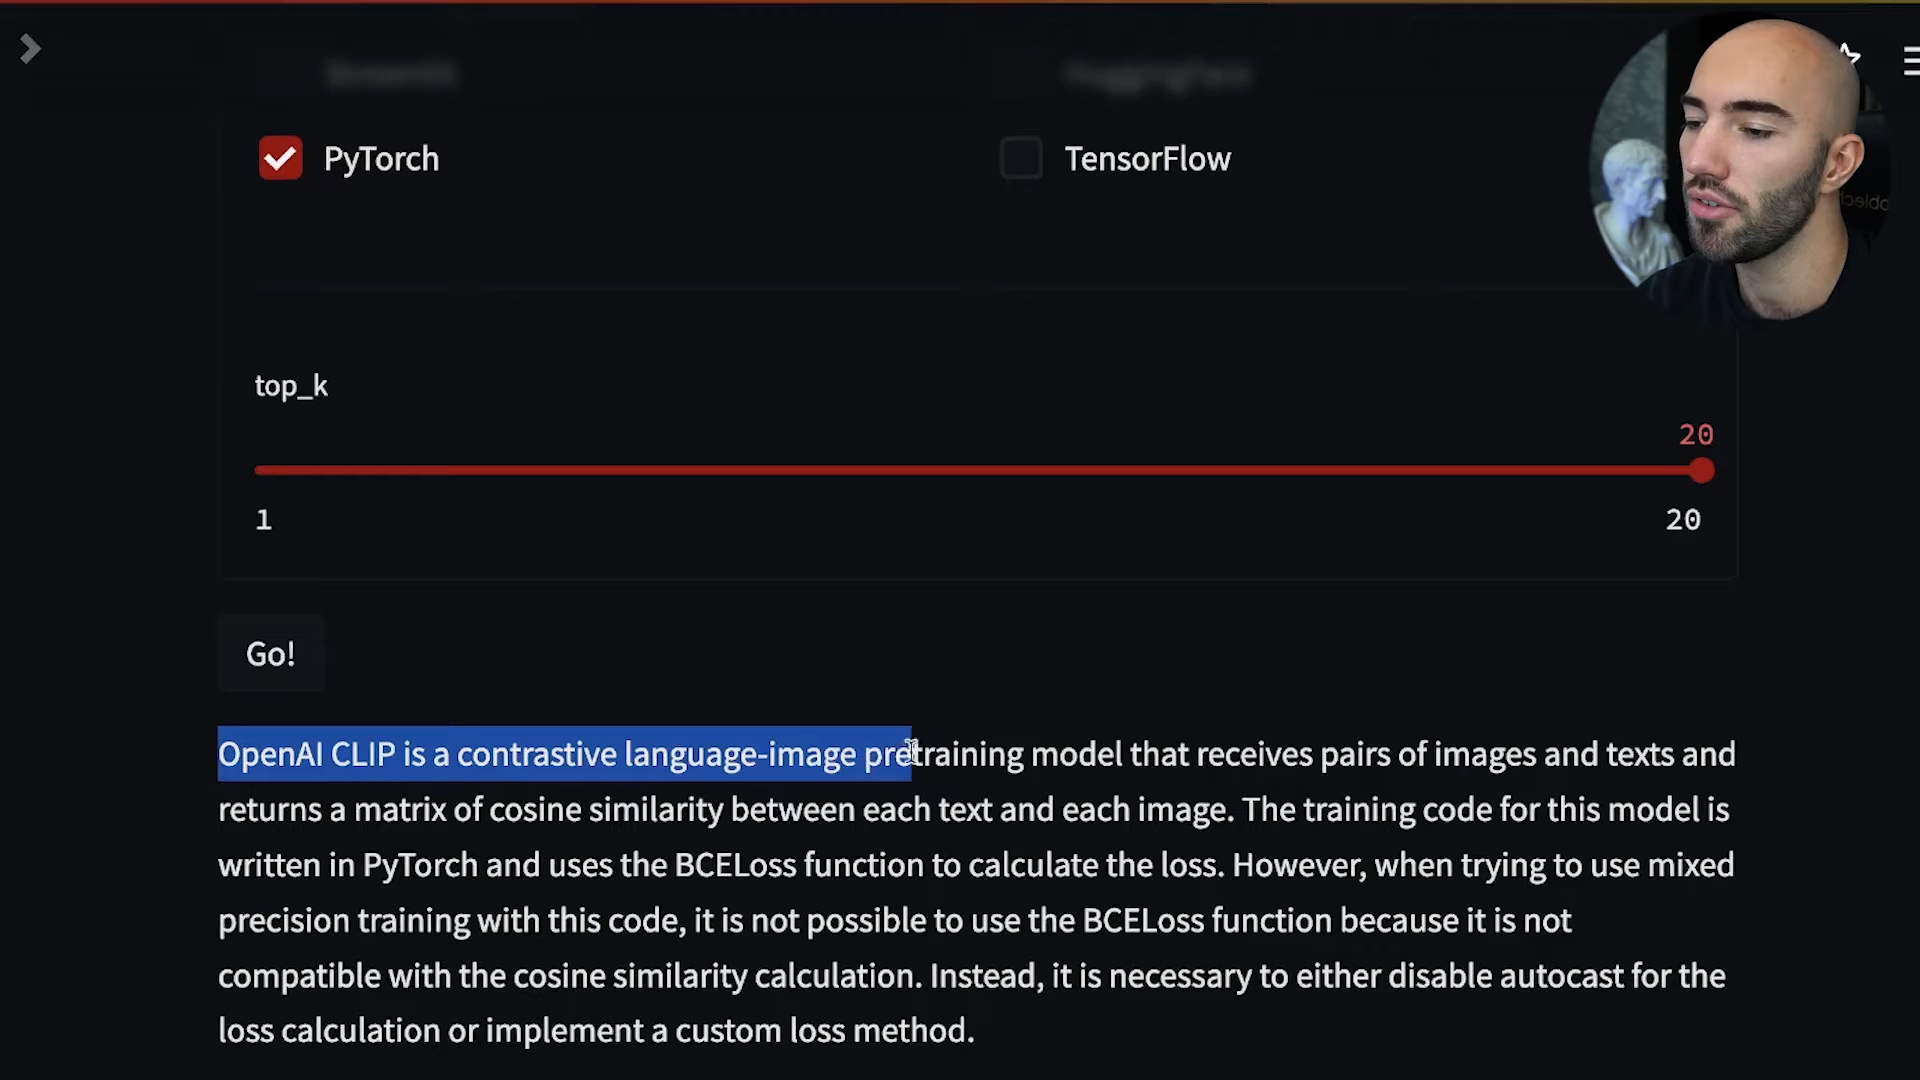 PyTorch
TensorFlow
top_k
20
1
20
Go!
OpenAI CLIP is a contrastive language-image pretraining model that receives pairs of images and texts and
returns a matrix of cosine similarity between each text and each image. The training code for this model is
written in PyTorch and uses the BCELoss function to calculate the loss. However, when trying to use mixed
precision training with this code, it is not possible to use the BCELoss function because it is not
compatible with the cosine similarity calculation. Instead, it is necessary to either disable autocast for the
loss calculation or implement a custom loss method.